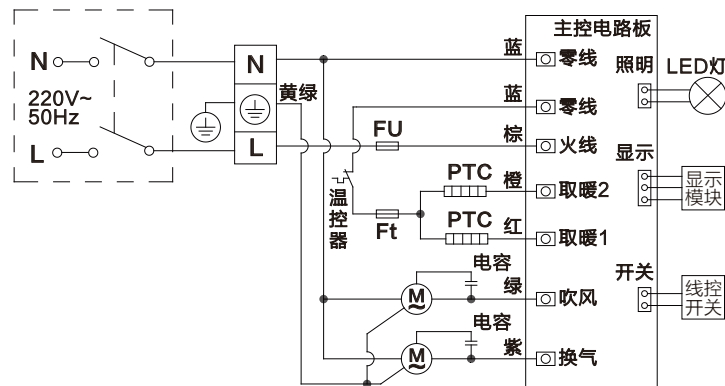 主控电路板
N
220V~
50Hz
L
N
黄绿
L
蓝
零线
照明
LED灯
蓝
零线
FU
棕
火线
显示
显示
模块
温控器
PTC
橙
取暖2
Ft
PTC
红
取暖1
电容
M
~
绿
吹风
开关
线控
开关
电容
M
~
紫
换气